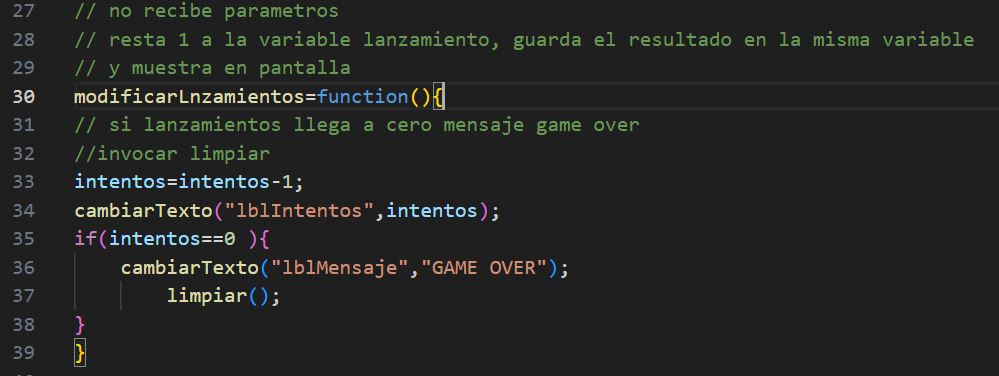 27 // no recibe parametros
28 // resta 1 a la variable lanzamiento, guarda el resultado en la misma variable
29 // y muestra en pantalla
30 modificarLnzamientos=function(){
31 // si lanzamientos llega a cero mensaje game over
32 //invocar limpiar
33 intentos=intentos-1;
34 cambiarTexto("lblIntentos",intentos);
35 if(intentos==0 ){
36 cambiarTexto("lblMensaje","GAME OVER");
37 limpiar();
38 }
39 }